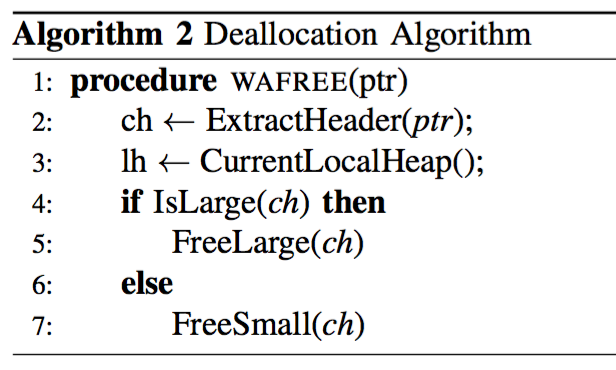 Algorithm 2 Deallocation Algorithm
1: procedure WAFREE(ptr)
2: ch ← ExtractHeader(ptr);
3: lh ← CurrentLocalHeap();
4: if IsLarge(ch) then
5: FreeLarge(ch)
6: else
7: FreeSmall(ch)